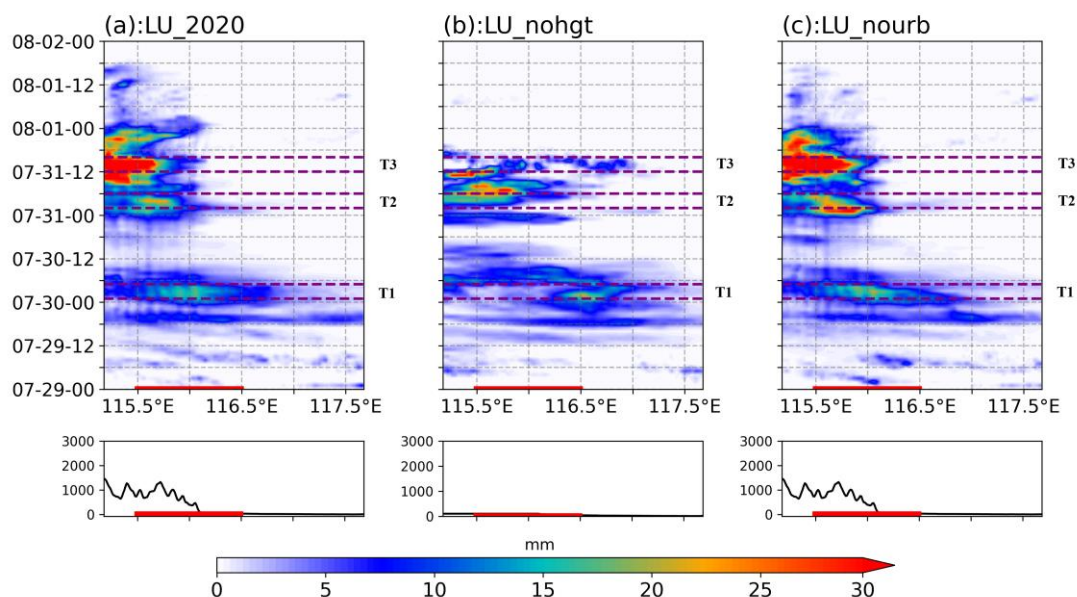 (a):LU_2020
(b):LU_nohgt
(c):LU_nourb
08-02-00
08-01-12
08-01-00
07-31-12
07-31-00
07-30-12
07-30-00
07-29-12
07-29-00
T3
T2
T1
T3
T2
T1
T3
T2
T1
115.5°E 116.5°E 117.5°E
115.5°E 116.5°E 117.5°E
115.5°E 116.5°E 117.5°E
3000
2000
1000
0
3000
2000
1000
0
3000
2000
1000
0
mm
0 5 10 15 20 25 30